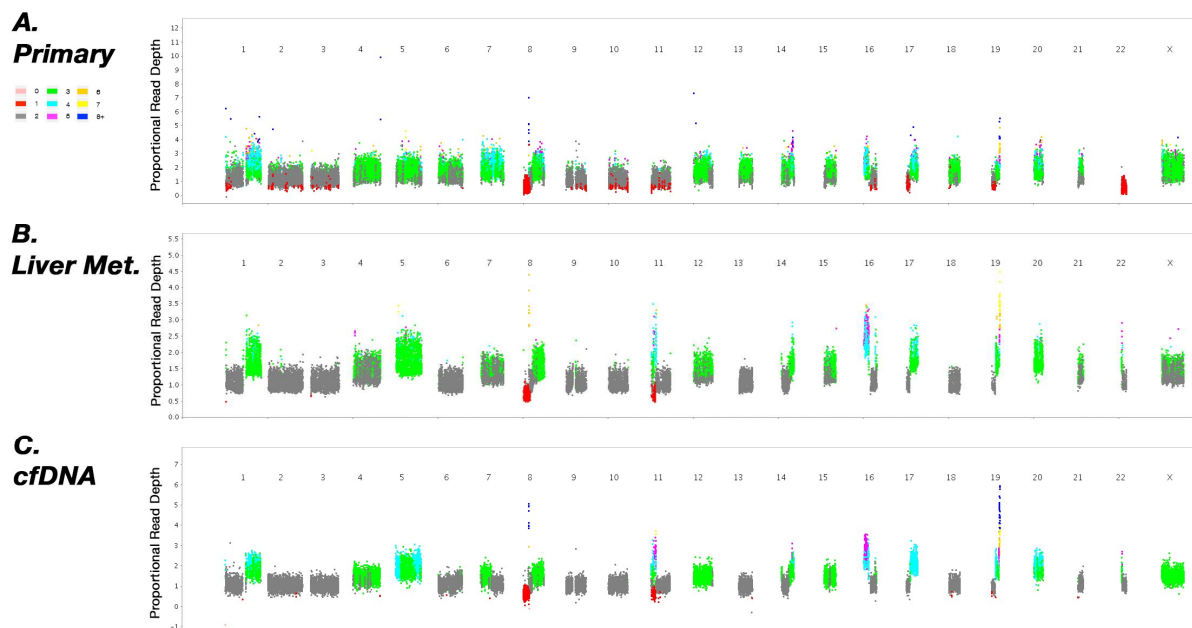 A.
Primary
0 3 6
1 4 7
2 5 8+
Proportional Read Depth
12
11
10
9
8
7
6
5
4
3
2
1
0
1 2 3 4 5 6 7 8 9 10 11 12 13 14 15 16 17 18 19 20 21 22 X
B.
Liver Met.
Proportional Read Depth
5.5
5.0
4.5
4.0
3.5
3.0
2.5
2.0
1.5
1.0
0.5
0.0
1 2 3 4 5 6 7 8 9 10 11 12 13 14 15 16 17 18 19 20 21 22 X
C.
cfDNA
Proportional Read Depth
7
6
5
4
3
2
1
0
-1
1 2 3 4 5 6 7 8 9 10 11 12 13 14 15 16 17 18 19 20 21 22 X